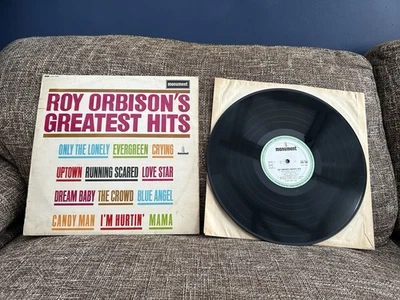 monument
ROY ORBISON'S
GREATEST HITS
ONLY THE LONELY EVERGREEN CRYING
UPTOWN RUNNING SCARED LOVE STAR
DREAM BABY THE CROWD BLUE ANGEL
CANDY MAN I'M HURTIN' MAMA
monument